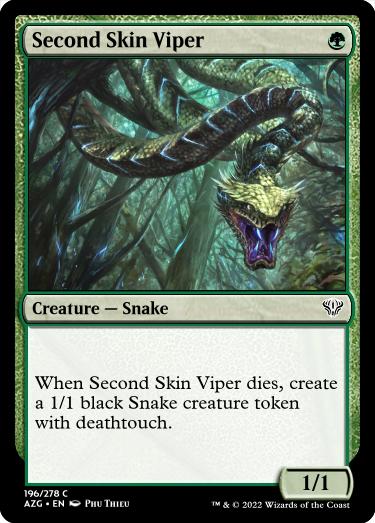 Second Skin Viper
Creature — Snake
When Second Skin Viper dies, create
a 1/1 black Snake creature token
with deathtouch.
1/1
196/278 C
AZG • EN Phu Thieu
™ & © 2022 Wizards of the Coast